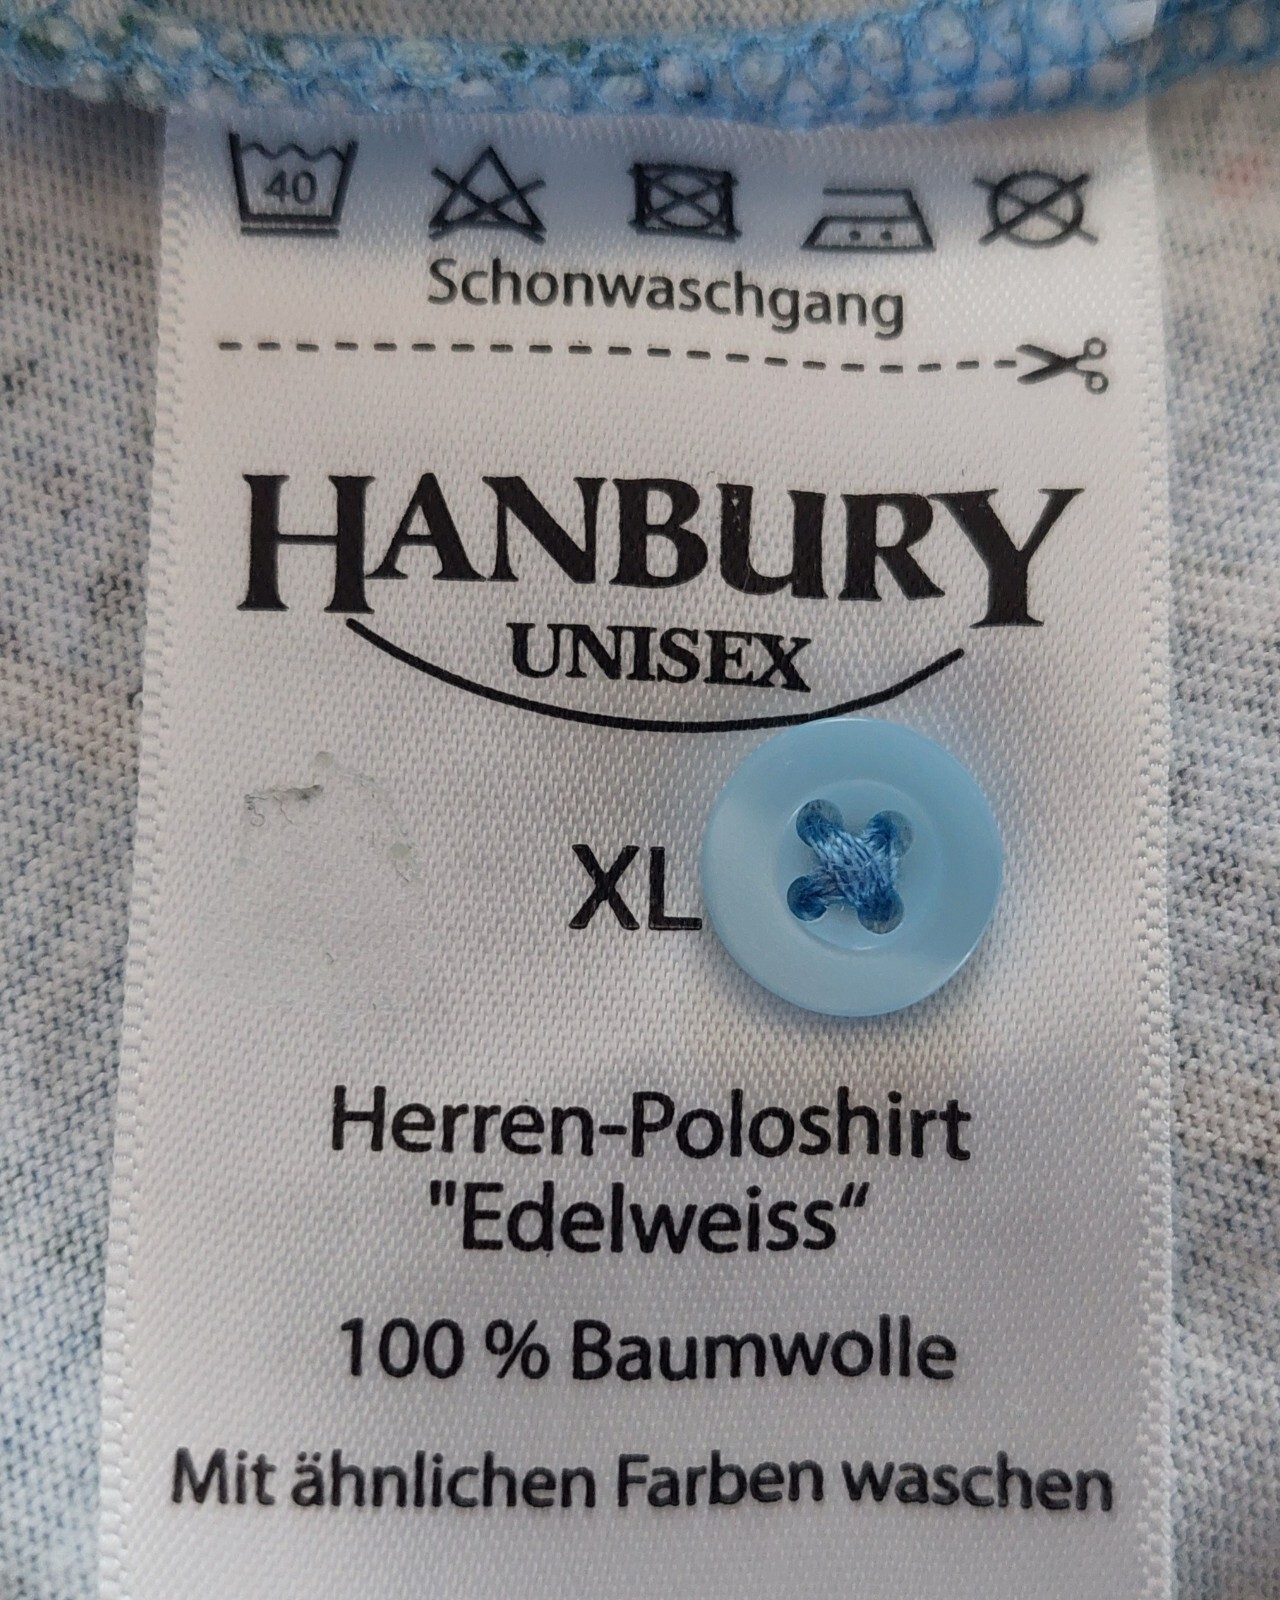 40
Schonwaschgang
HANBURY
UNISEX
XL
Herren-Poloshirt
"Edelweiss“
100 % Baumwolle
Mit ähnlichen Farben waschen